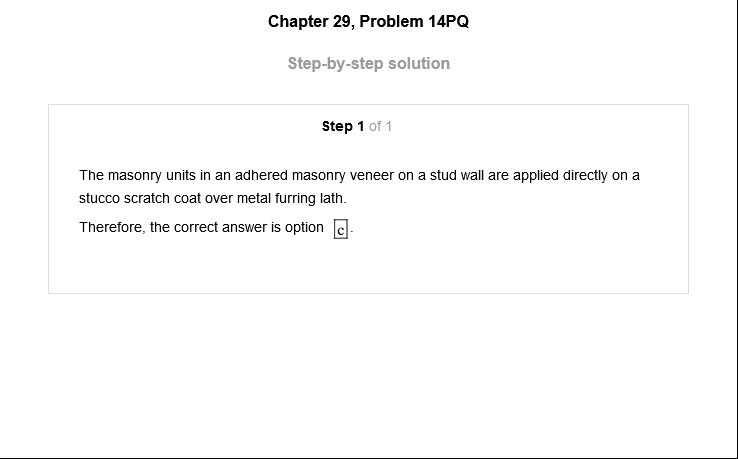 Chapter 29, Problem 14PQ
Step-by-step solution
Step 1 of 1
The masonry units in an adhered masonry veneer on a stud wall are applied directly on a
stucco scratch coat over metal furring lath.
Therefore, the correct answer is option c.